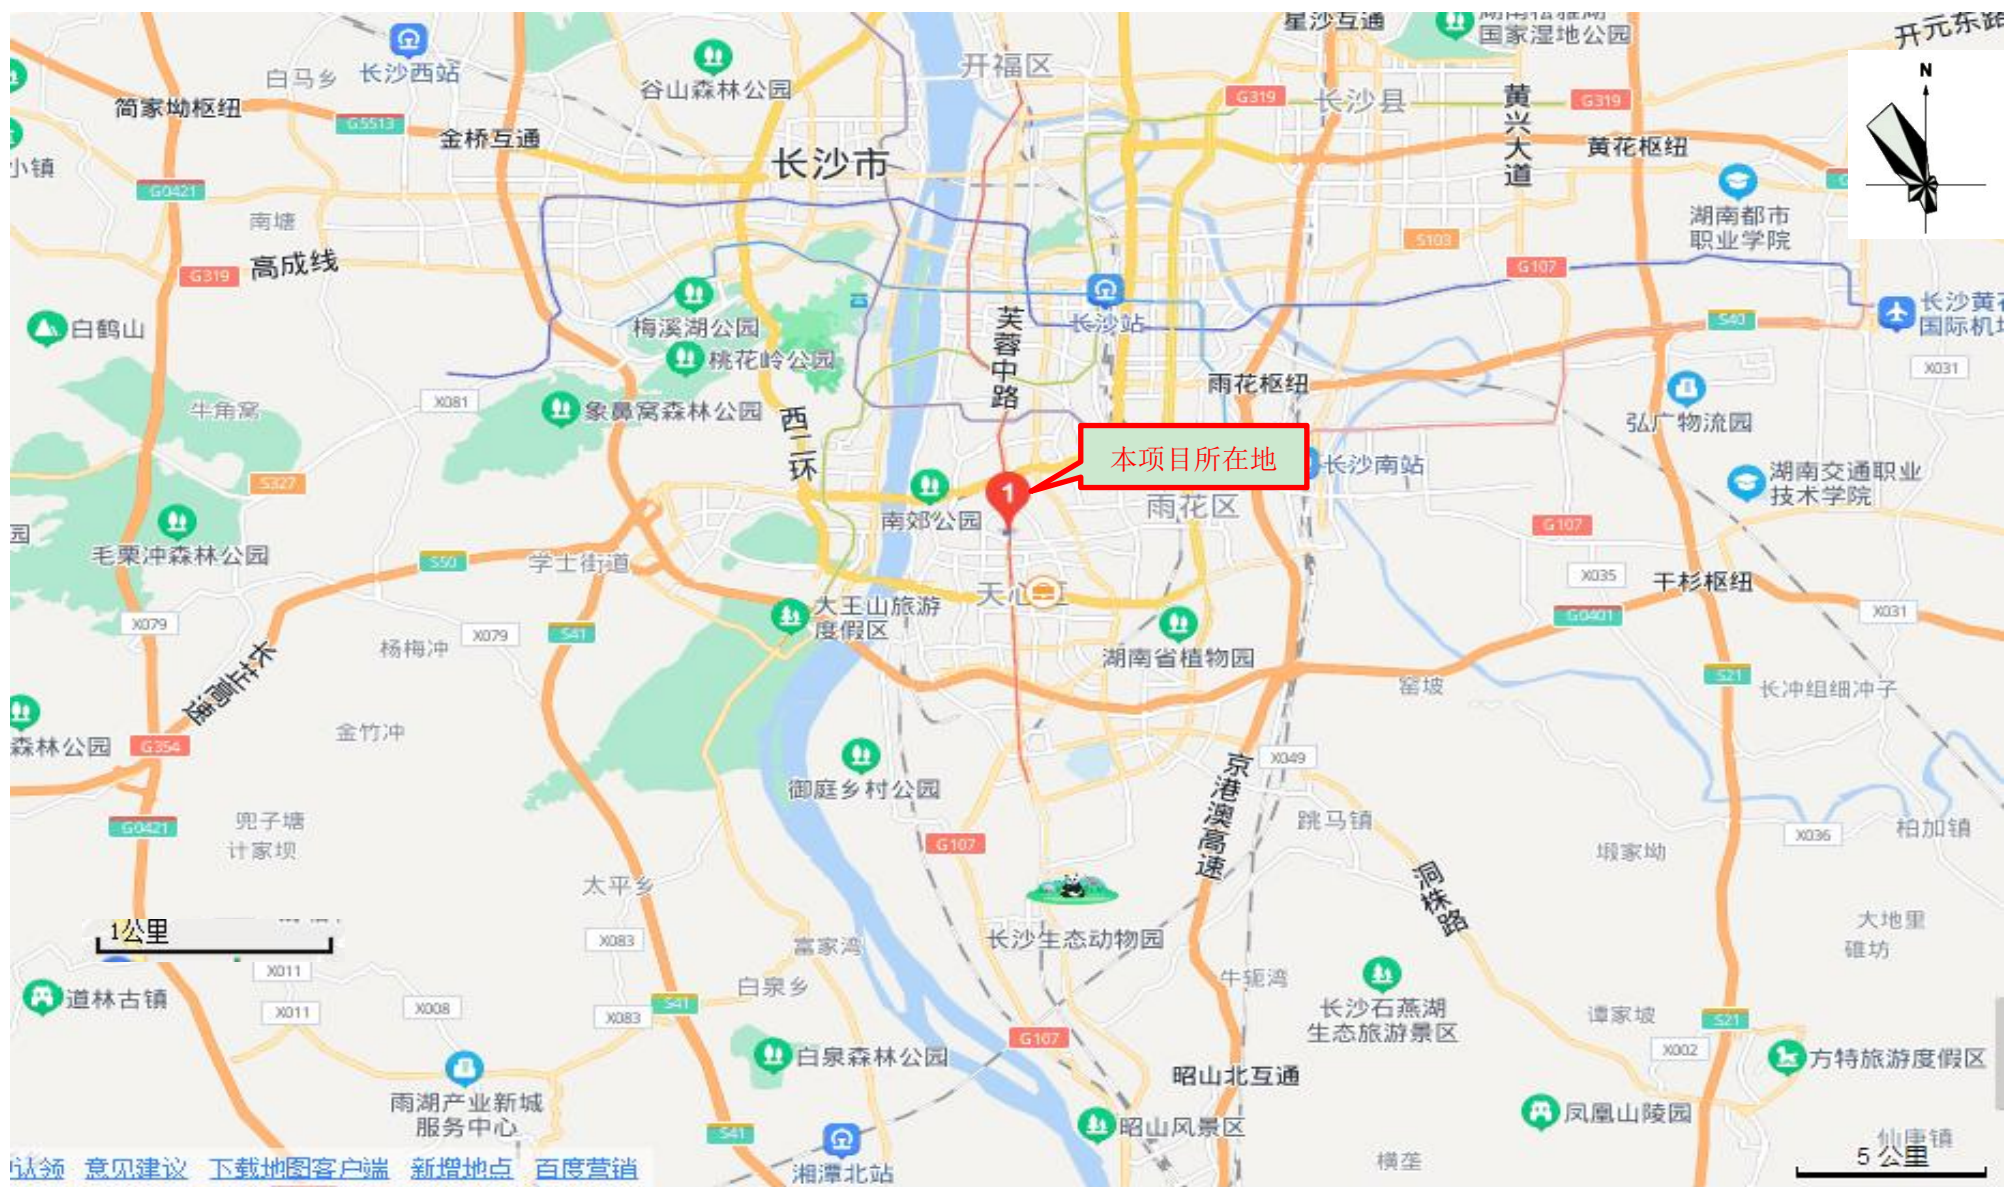 星沙互通
国家湿地公园
开元东路
N
白马乡
长沙西站
谷山森林公园
开福区
G319
长沙县
黄兴大道
G319
简家坳枢纽
G5513
金桥互通
长沙市
黄花枢纽
小镇
G0421
南塘
湖南都市
职业学院
S103
G319
高成线
G107
白鹤山
梅溪湖公园
长沙站
芙蓉中路
S40
国际机场
桃花岭公园
X031
牛角窝
X081
象鼻窝森林公园
西二环
雨花枢纽
弘广物流园
本项目所在地
长沙南站
湖南交通职业
技术学院
S327
南郊公园
1
雨花区
G107
园
毛栗冲森林公园
S50
学士街道
天心区
X035
干杉枢纽
X079
大王山旅游
度假区
G0401
X031
X079
S41
杨梅冲
湖南省植物园
长芷高速
窑坡
S21
长冲组细冲子
森林公园
G354
金竹冲
御庭乡村公园
京港澳高速
X049
G0421
兜子塘
计家坝
G107
跳马镇
X036
柏加镇
塅家坳
太平乡
洞株路
1公里
X083
富家湾
长沙生态动物园
大地里
碓坊
X011
白泉乡
牛轭湾
道林古镇
X011
X008
X083
S41
长沙石燕湖
生态旅游景区
谭家坡
S21
G107
X002
白泉森林公园
方特旅游度假区
昭山北互通
雨湖产业新城
服务中心
昭山风景区
凤凰山陵园
S41
仙庾镇
湘潭北站
横垄
5 公里
认领
意见建议
下载地图客户端
新增地点
百度营销